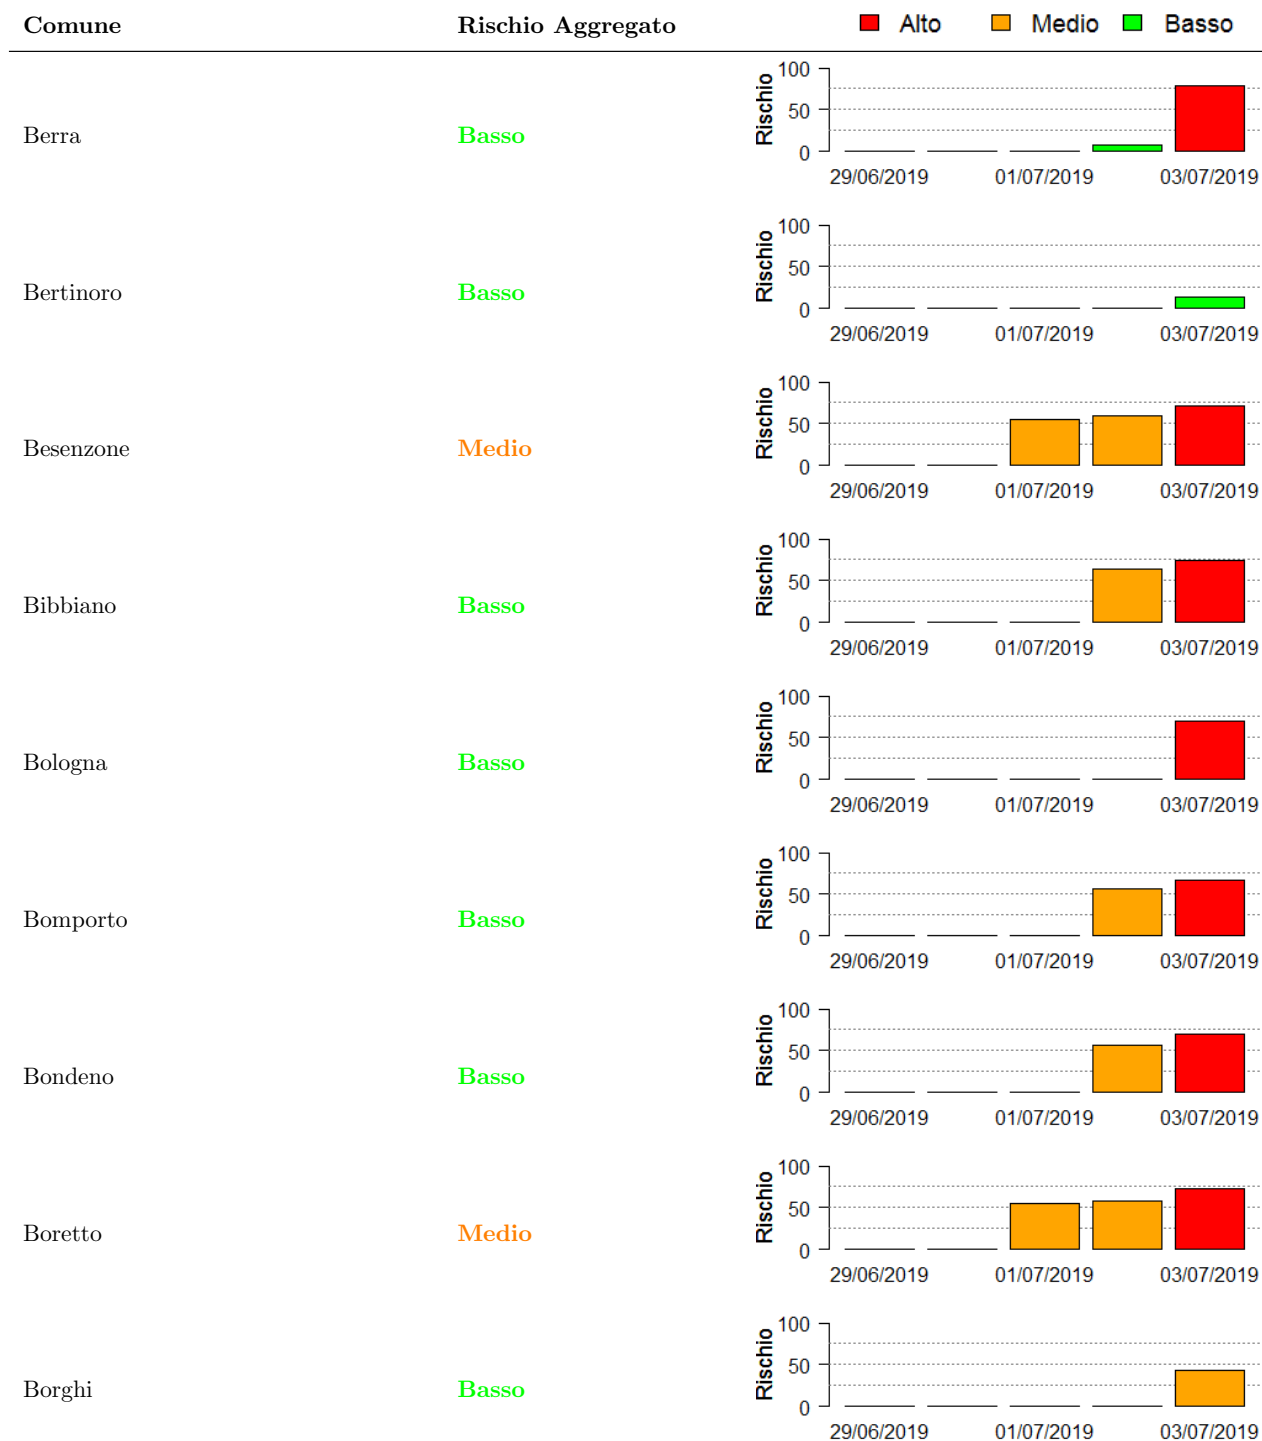 Comune Rischio Aggregato Alto Medio Basso
Berra Basso
Rischio
100
50
0
29/06/2019 01/07/2019 03/07/2019
Bertinoro Basso
Rischio
100
50
0
29/06/2019 01/07/2019 03/07/2019
Besenzone Medio
Rischio
100
50
0
29/06/2019 01/07/2019 03/07/2019
Bibbiano Basso
Rischio
100
50
0
29/06/2019 01/07/2019 03/07/2019
Bologna Basso
Rischio
100
50
0
29/06/2019 01/07/2019 03/07/2019
Bomporto Basso
Rischio
100
50
0
29/06/2019 01/07/2019 03/07/2019
Bondeno Basso
Rischio
100
50
0
29/06/2019 01/07/2019 03/07/2019
Boretto Medio
Rischio
100
50
0
29/06/2019 01/07/2019 03/07/2019
Borghi Basso
Rischio
100
50
0
29/06/2019 01/07/2019 03/07/2019